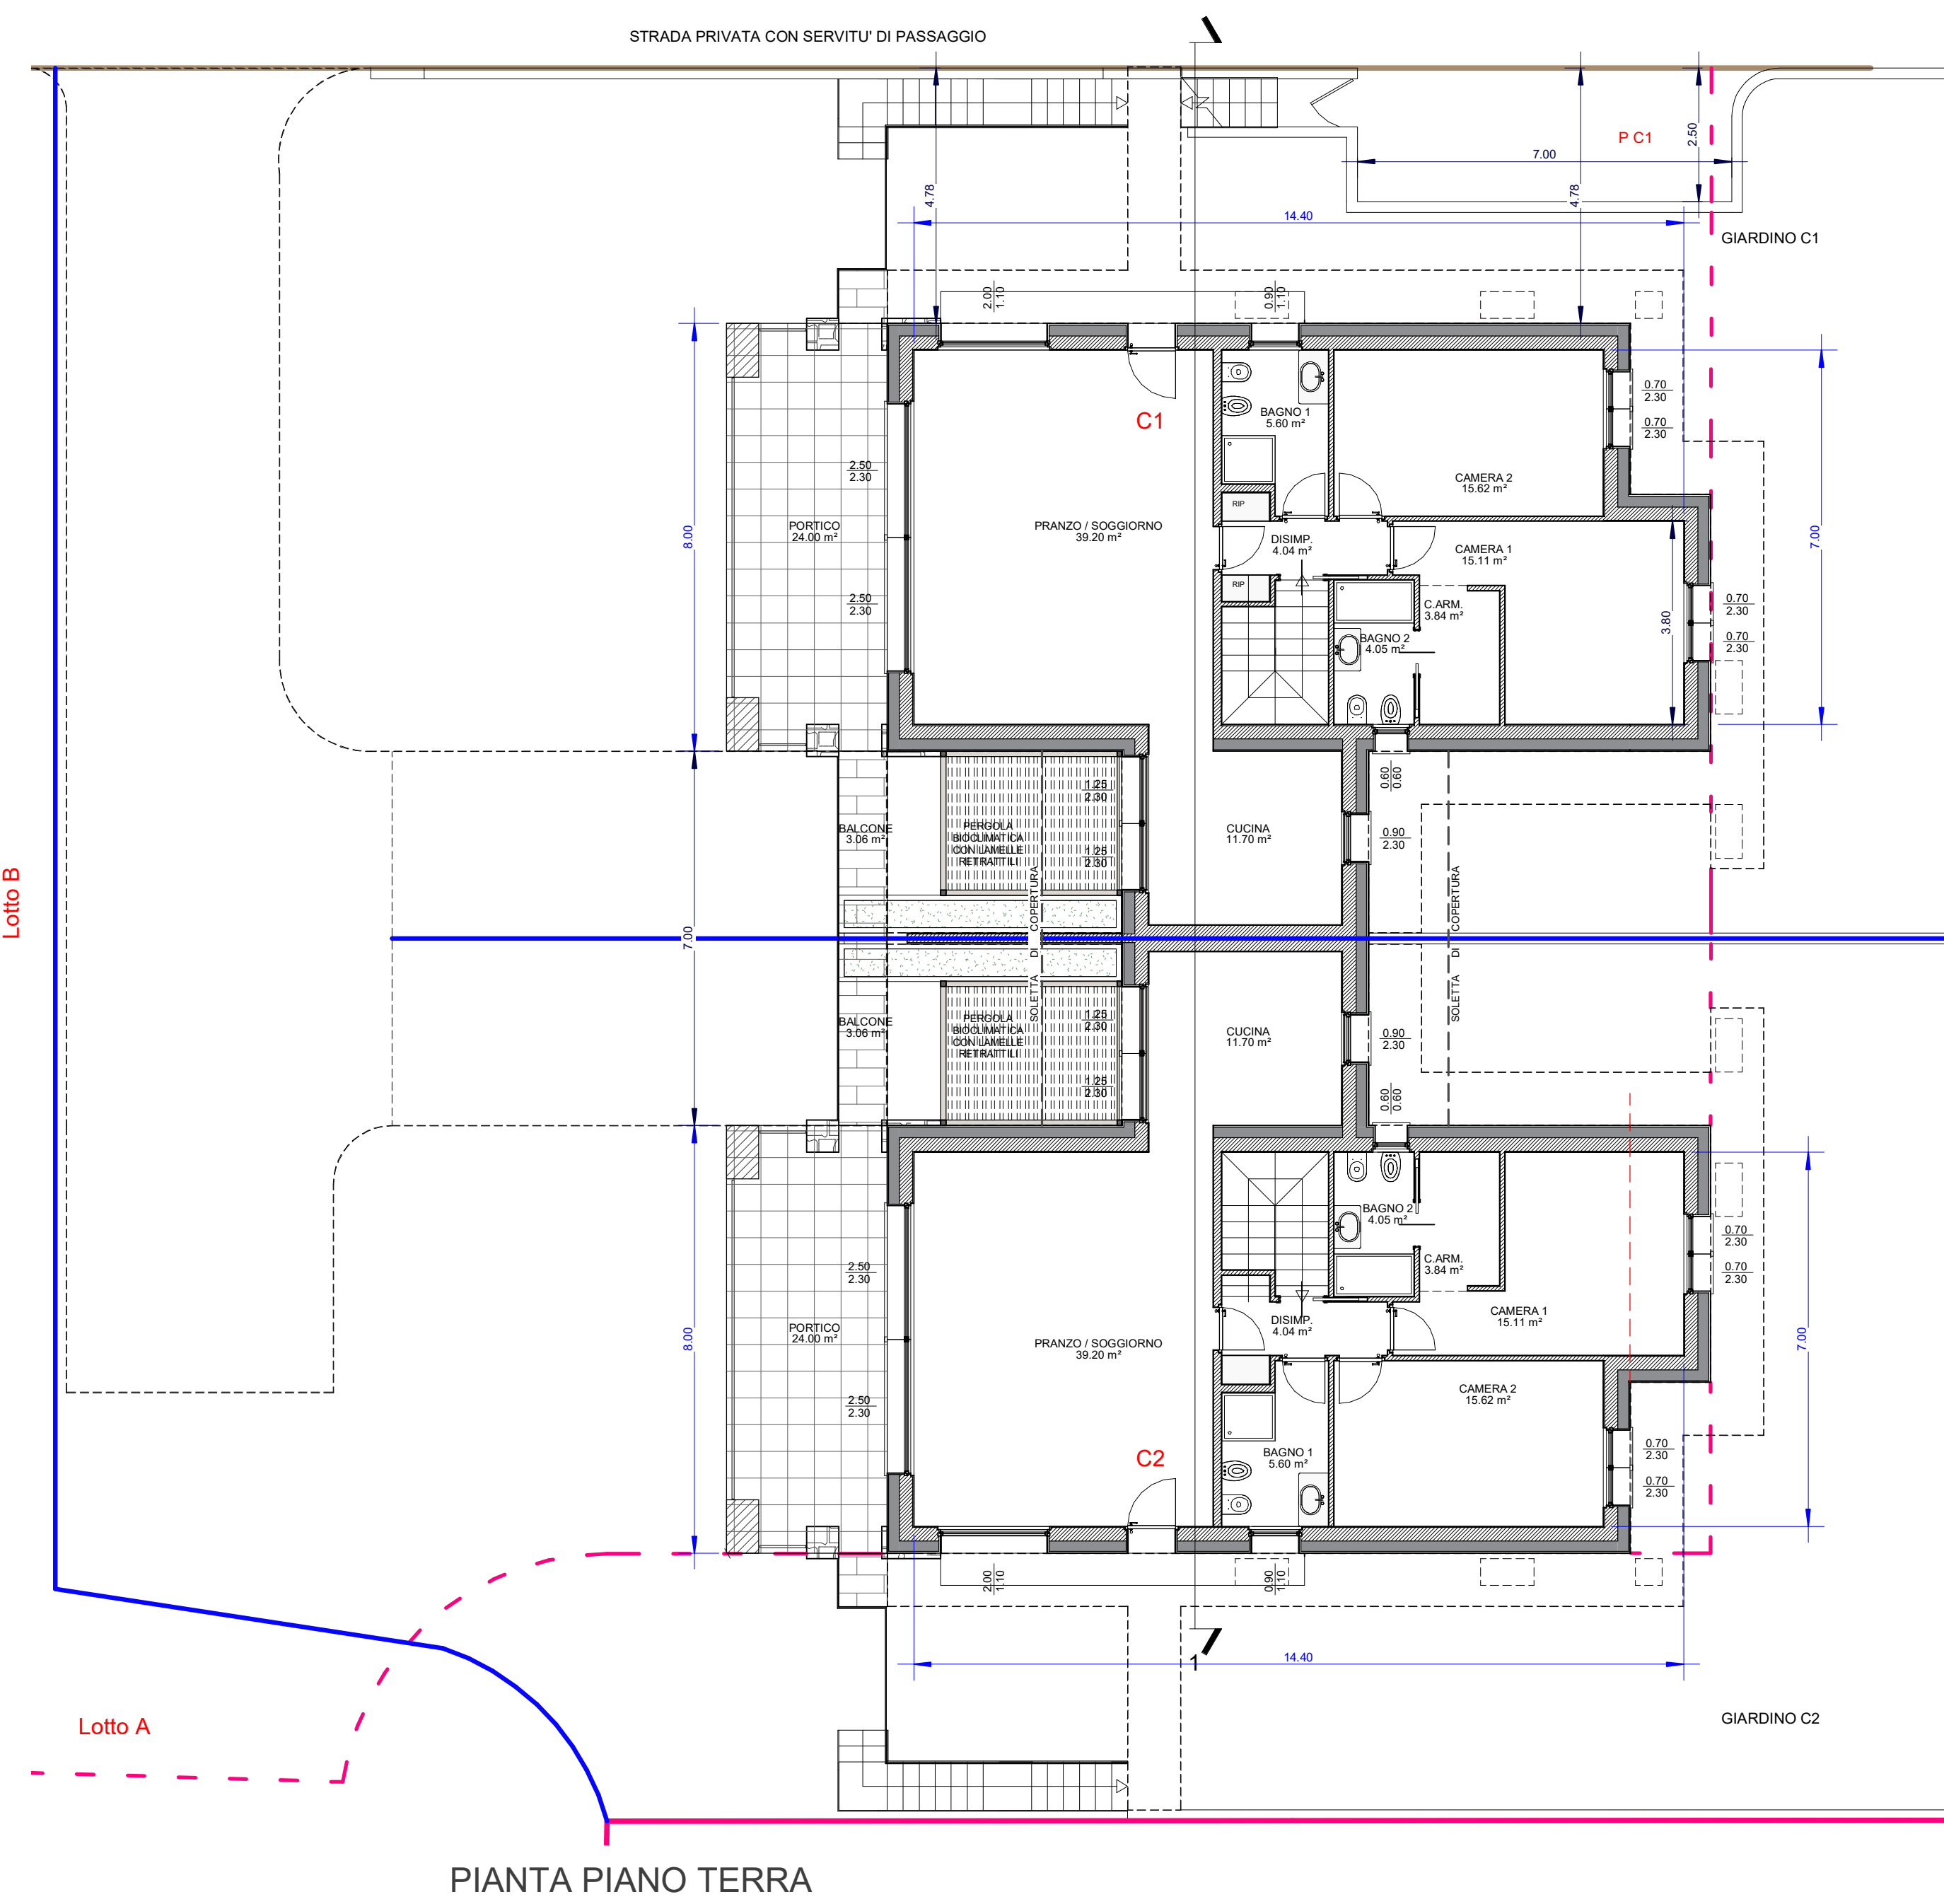 STRADA PRIVATA CON SERVITU' DI PASSAGGIO
P C1
2.50
7.00
4.78
4.78
14.40
GIARDINO C1
2.00
1.10
0.90
1.10
0.70
2.30
0.70
2.30
C1
BAGNO 1
5.60 m²
CAMERA 2
15.62 m²
2.50
2.30
RIP
PORTICO
24.00 m²
PRANZO / SOGGIORNO
39.20 m²
8.00
DISIMP.
4.04 m²
CAMERA 1
15.11 m²
7.00
RIP
2.50
2.30
C.ARM.
3.84 m²
3.80
0.70
2.30
0.70
2.30
BAGNO 2
4.05 m²
0.60
0.60
1.25
2.30
BALCONE
3.06 m²
PERGOLA
BIOCLIMATICA
CON LAMELLE
RETRATTILI
1.25
2.30
CUCINA
11.70 m²
0.90
2.30
Lotto B
7.00
SOLETTA DI COPERTURA
SOLETTA DI COPERTURA
BALCONE
3.06 m²
PERGOLA
BIOCLIMATICA
CON LAMELLE
RETRATTILI
1.25
2.30
CUCINA
11.70 m²
0.90
2.30
1.25
2.30
0.60
0.60
BAGNO 2
4.05 m²
0.70
2.30
0.70
2.30
C.ARM.
3.84 m²
2.50
2.30
PORTICO
24.00 m²
PRANZO / SOGGIORNO
39.20 m²
8.00
DISIMP.
4.04 m²
CAMERA 1
15.11 m²
7.00
CAMERA 2
15.62 m²
2.50
2.30
C2
BAGNO 1
5.60 m²
0.70
2.30
0.70
2.30
2.00
1.10
0.90
1.10
1
14.40
Lotto A
GIARDINO C2
PIANTA PIANO TERRA